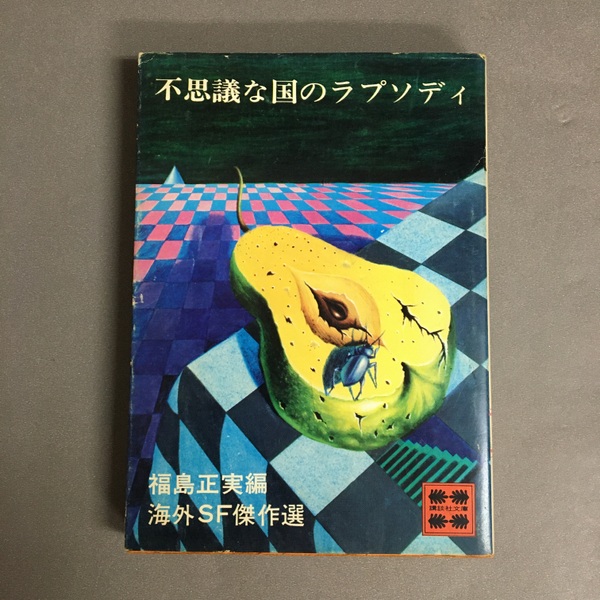 不思議な国のラプソディ
福島正実編
海外SF傑作選
講談社文庫